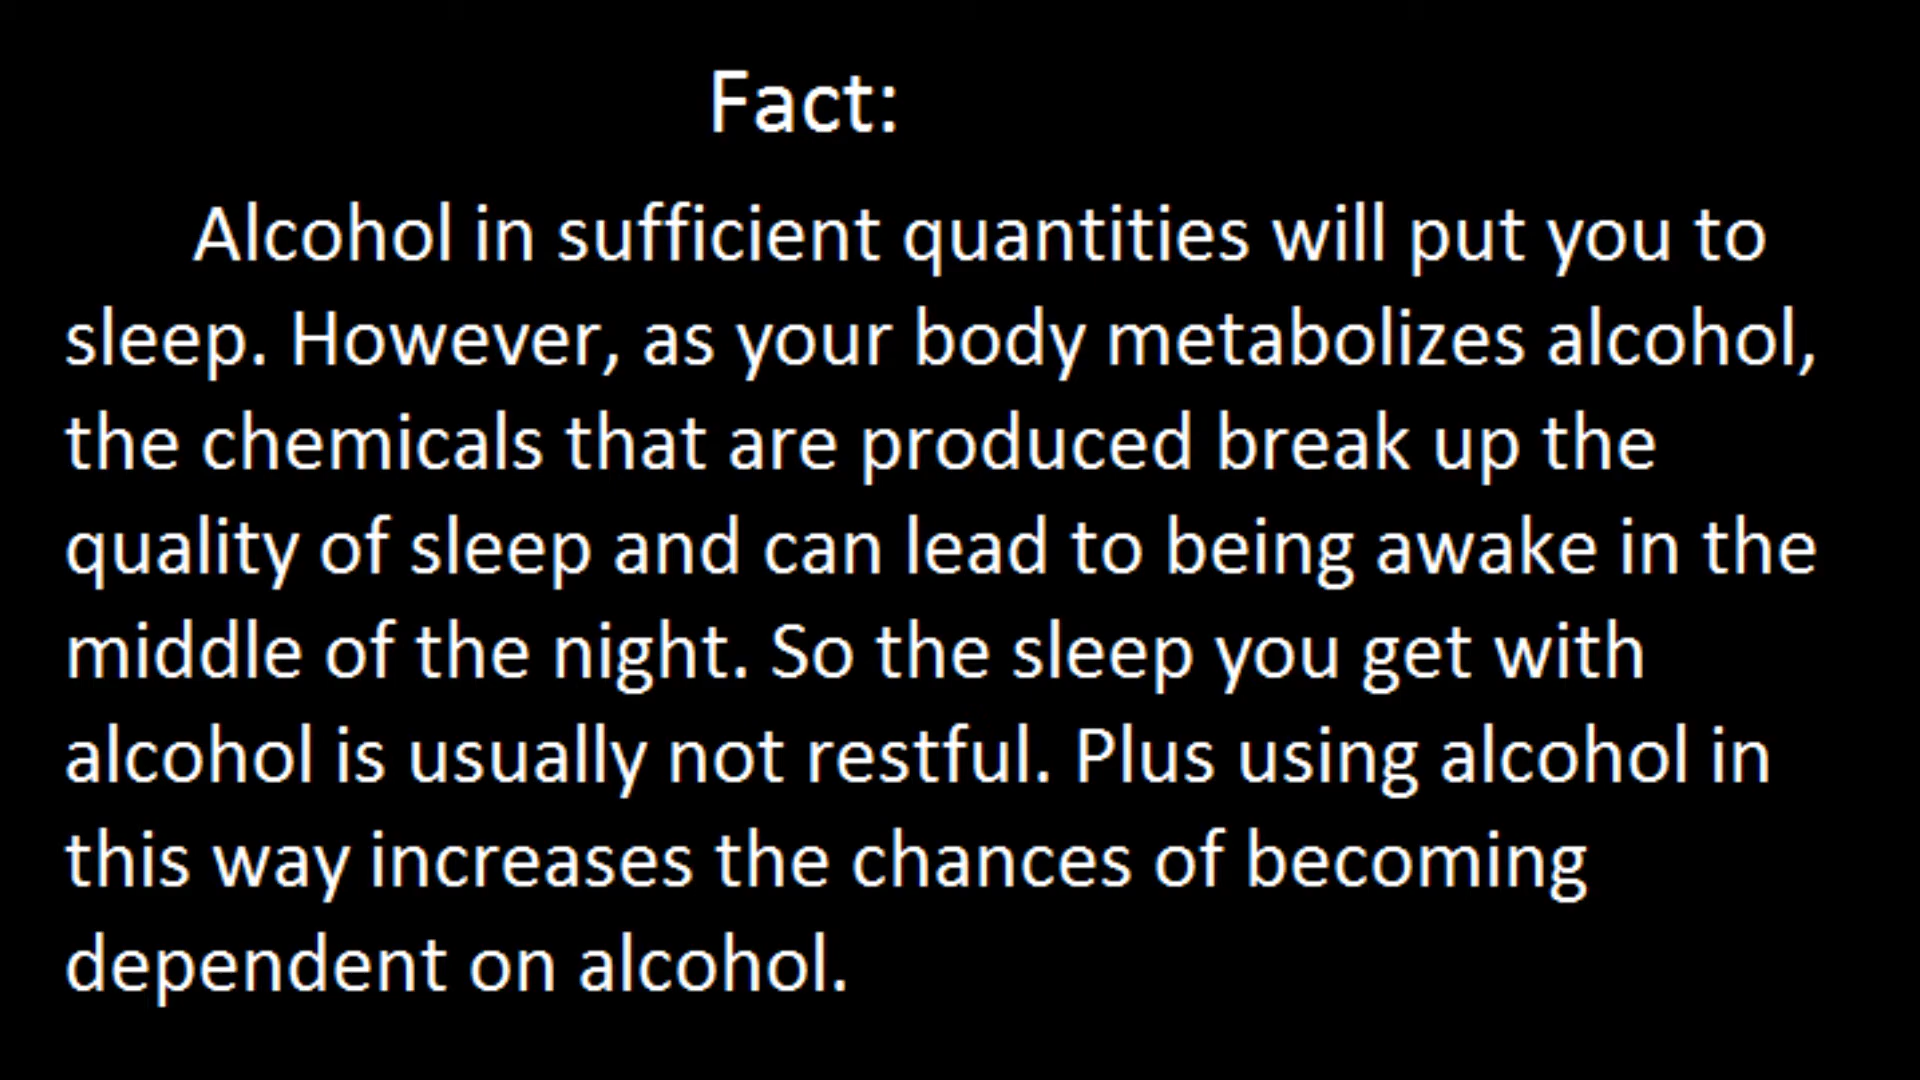 Fact:
Alcohol in sufficient quantities will put you to
sleep. However, as your body metabolizes alcohol,
the chemicals that are produced break up the
quality of sleep and can lead to being awake in the
middle of the night. So the sleep you get with
alcohol is usually not restful. Plus using alcohol in
this way increases the chances of becoming
dependent on alcohol.